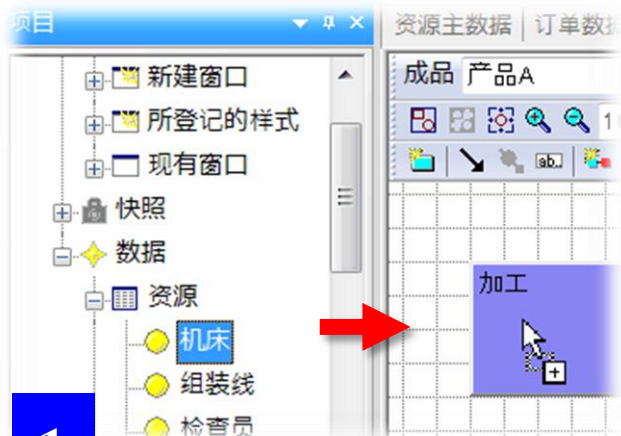 项目
资源主数据
订单数据
新建窗口
所登记的样式
现有窗口
快照
数据
资源
机床
组装线
检查员
成品
产品A
ab..
加工